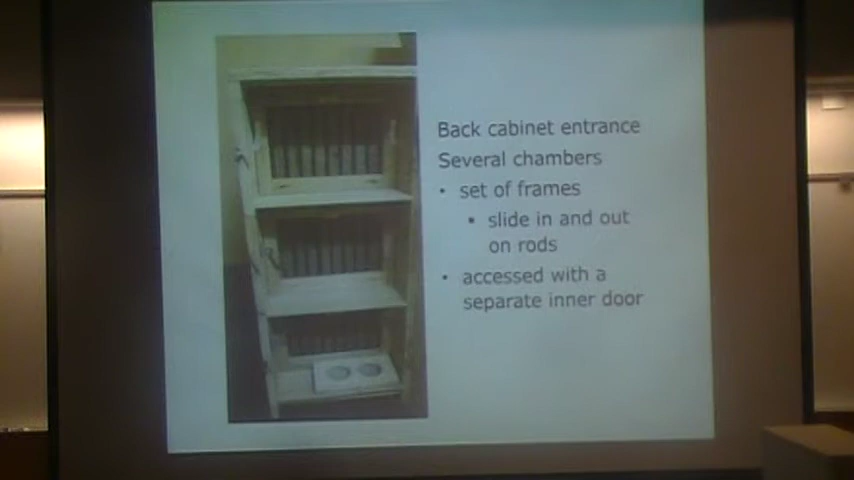 Back cabinet entrance
Several chambers
• set of frames
• slide in and out
on rods
• accessed with a
separate inner door